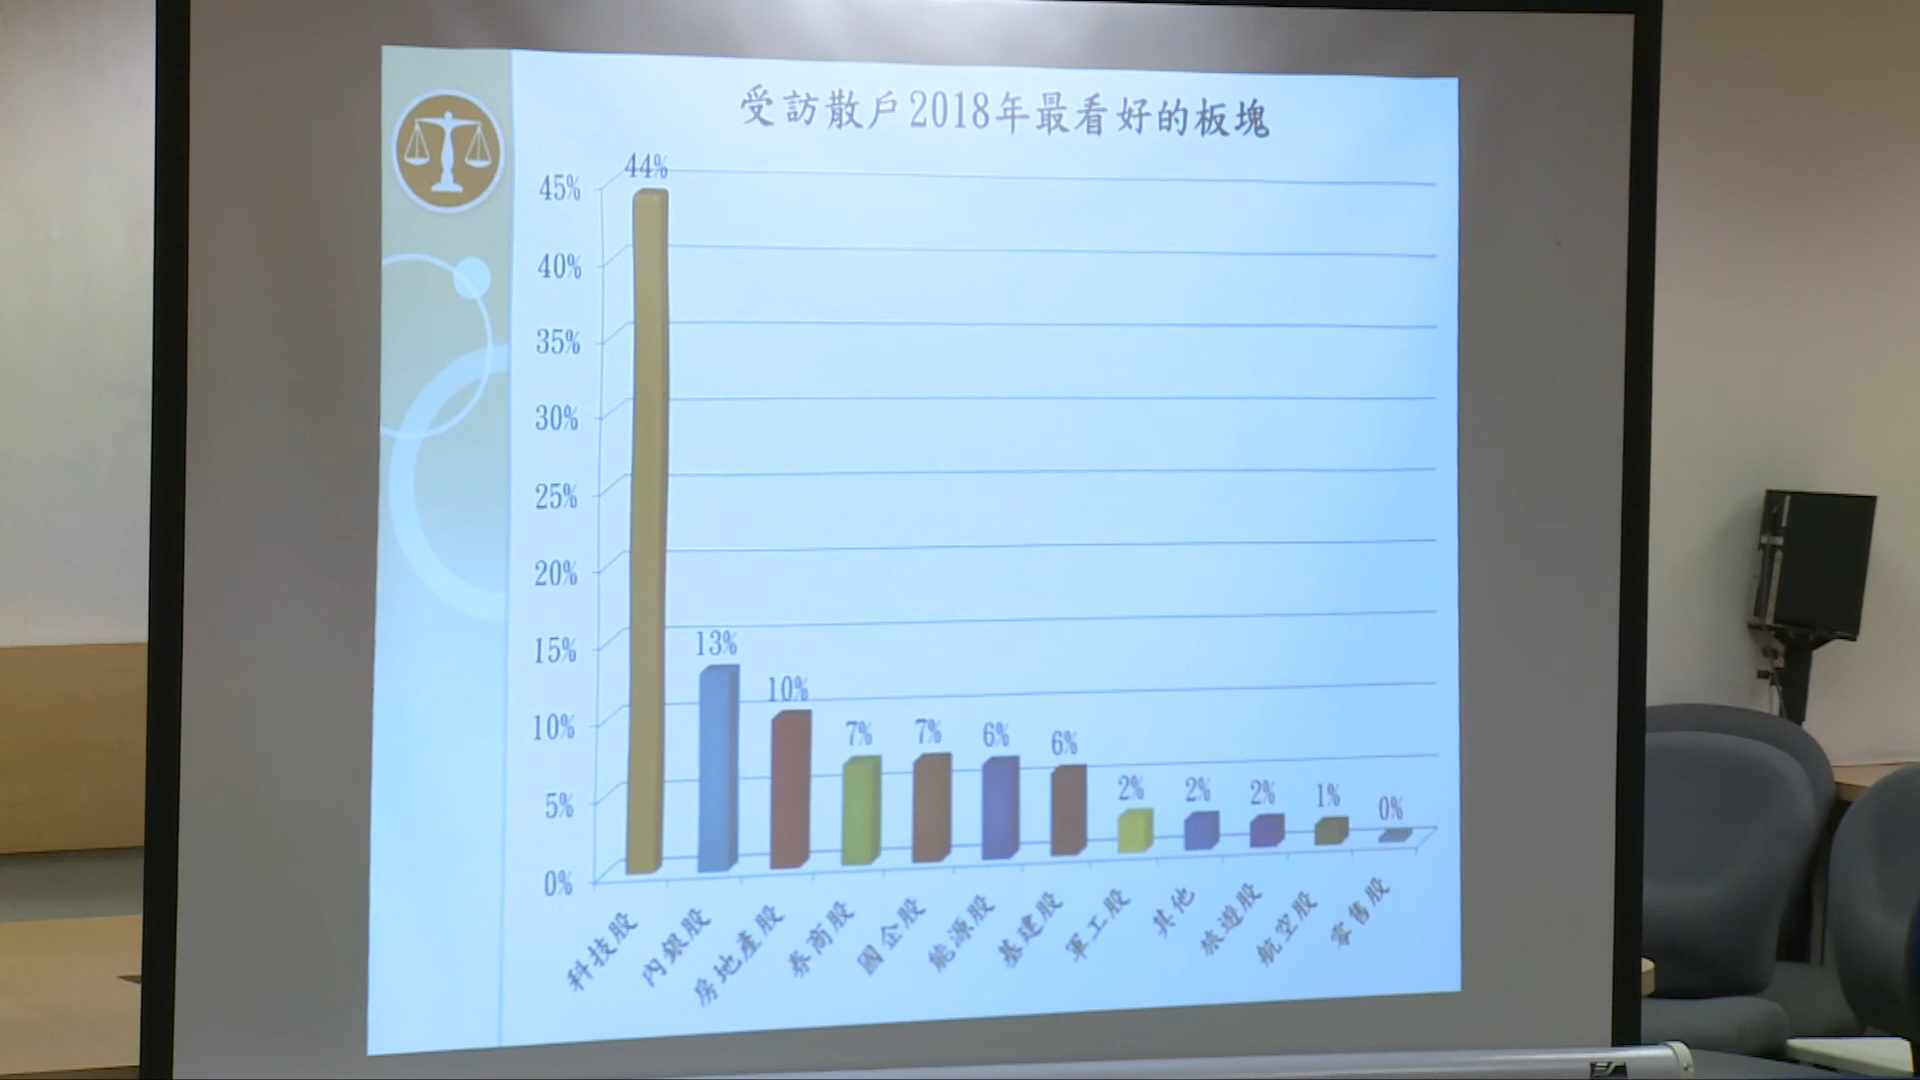 受訪散戶2018年最看好的板塊
45%
40%
35%
30%
25%
20%
15%
10%
5%
0%
44%
13%
10%
7%
7%
6%
6%
2%
2%
2%
1%
0%
科技股
內銀股
房地產股
券商股
國企股
能源股
基建股
軍工股
其他
旅遊股
航空股
零售股